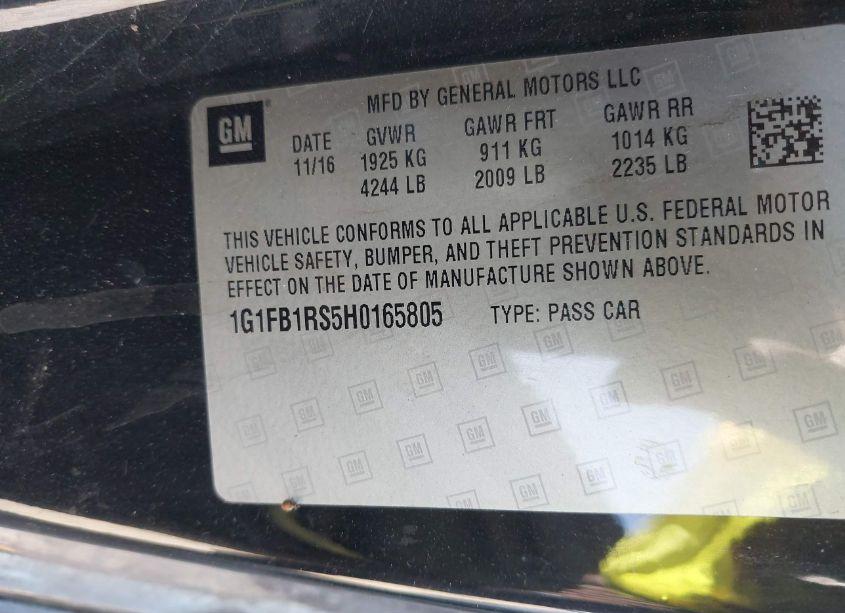 MFD BY GENERAL MOTORS LLC
GM
DATE GVWR GAWR FRT GAWR RR
11/16 1925 KG 911 KG 1014 KG
4244 LB 2009 LB 2235 LB
THIS VEHICLE CONFORMS TO ALL APPLICABLE U.S. FEDERAL MOTOR
VEHICLE SAFETY, BUMPER, AND THEFT PREVENTION STANDARDS IN
EFFECT ON THE DATE OF MANUFACTURE SHOWN ABOVE.
1G1FB1RS5H0165805 TYPE: PASS CAR